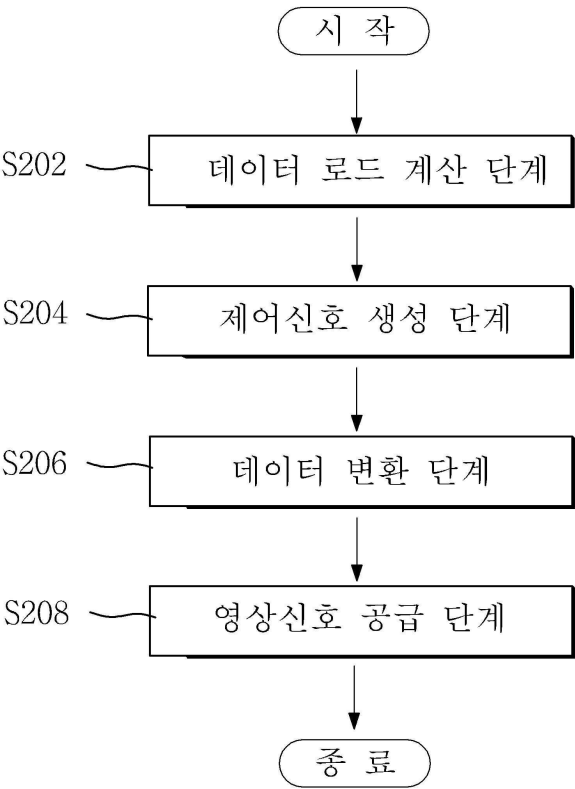 시 작
S202 데이터 로드 계산 단계
S204 제어신호 생성 단계
S206 데이터 변환 단계
S208 영상신호 공급 단계
종 료